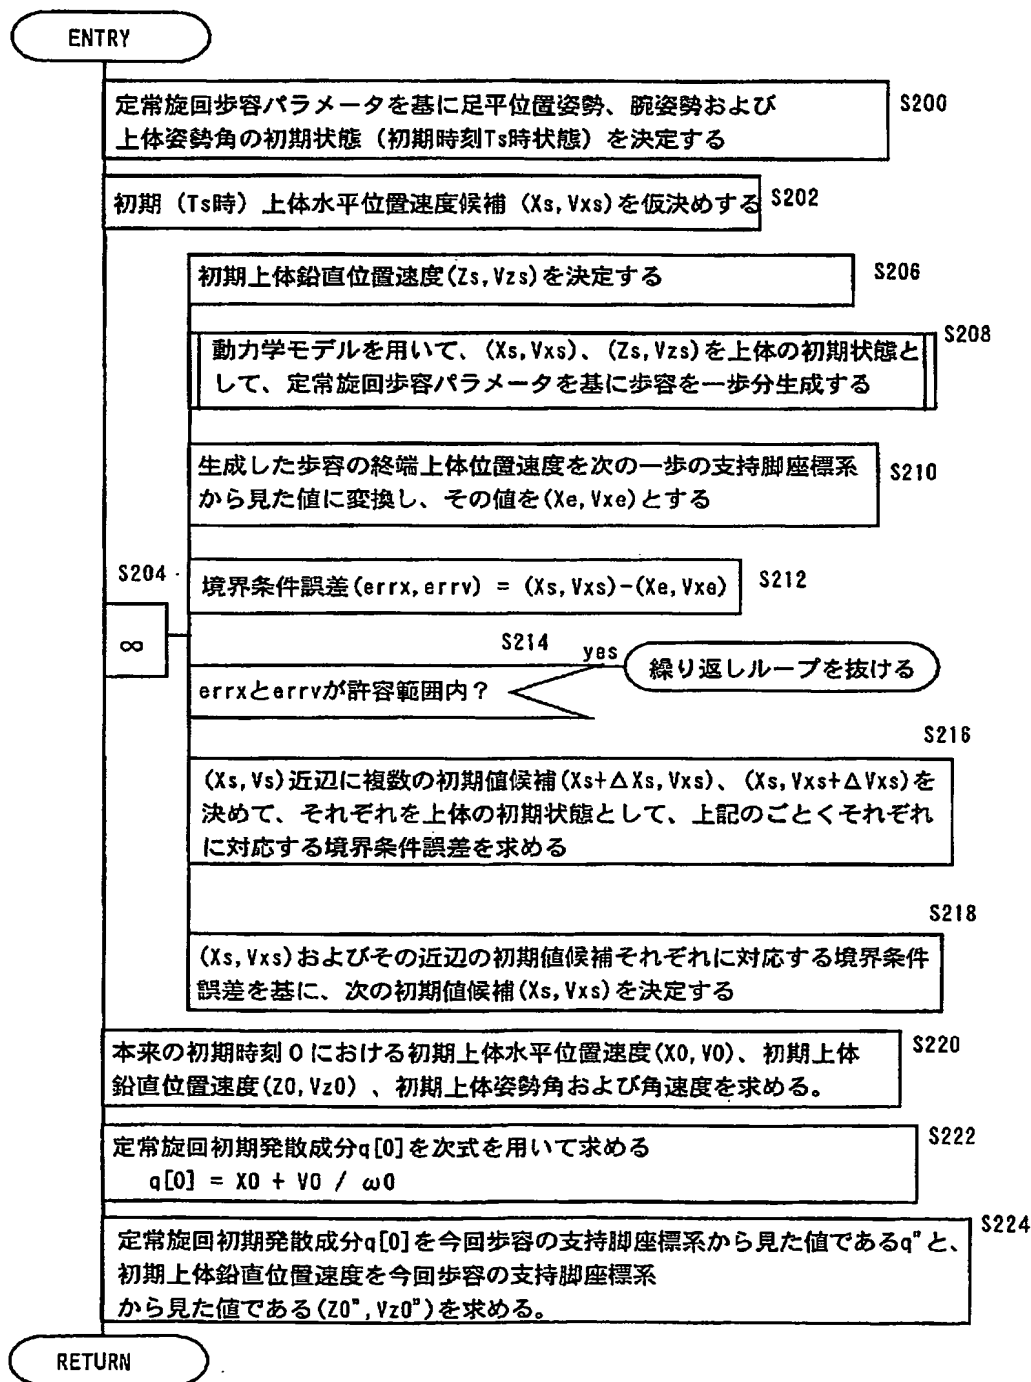 ENTRY
定常旋回歩容パラメータを基に足平位置姿勢、腕姿勢および
上体姿勢角の初期状態（初期時刻Ts時状態）を決定する
S200
初期（Ts時）上体水平位置速度候補（Xs,Vxs)を仮決めする
S202
初期上体鉛直位置速度(Zs,Vzs)を決定する
S206
動力学モデルを用いて、(Xs,Vxs)、(Zs,Vzs)を上体の初期状態と
して、定常旋回歩容パラメータを基に歩容を一歩分生成する
S208
生成した歩容の終端上体位置速度を次の一歩の支持脚座標系
から見た値に変換し、その値を(Xe,Vxe)とする
S210
S204
∞
境界条件誤差(errx,errv) = (Xs,Vxs)-(Xe,Vxe)
S212
S214
yes
繰り返しループを抜ける
errxとerrvが許容範囲内？
S216
(Xs,Vs)近辺に複数の初期値候補(Xs+ΔXs,Vxs)、(Xs,Vxs+ΔVxs)を
決めて、それぞれを上体の初期状態として、上記のごとくそれぞれ
に対応する境界条件誤差を求める
S218
(Xs,Vxs)およびその近辺の初期値候補それぞれに対応する境界条件
誤差を基に、次の初期値候補(Xs,Vxs)を決定する
本来の初期時刻０における初期上体水平位置速度(X0,V0)、初期上体
鉛直位置速度(Z0,Vz0) 、初期上体姿勢角および角速度を求める。
S220
定常旋回初期発散成分q[0]を次式を用いて求める
q[0] = X0 + V0 / ω0
S222
定常旋回初期発散成分q[0]を今回歩容の支持脚座標系から見た値であるq"と、
初期上体鉛直位置速度を今回歩容の支持脚座標系
から見た値である(Z0",Vz0")を求める。
S224
RETURN